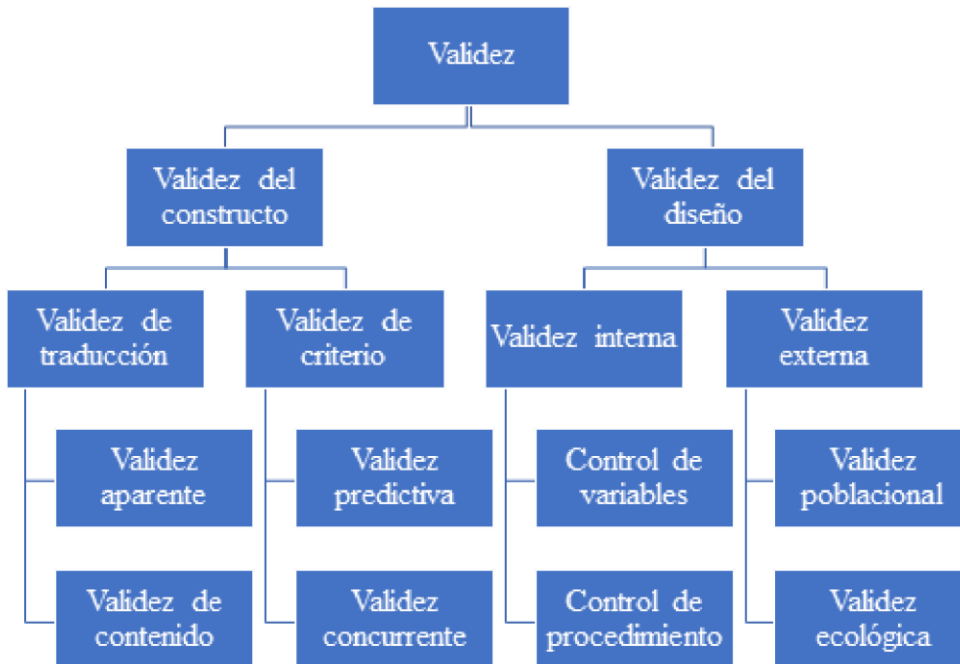 Validez
Validez del
constructo
Validez del
diseño
Validez de
traducción
Validez de
criterio
Validez interna
Validez
externa
Validez
aparente
Validez
predictiva
Control de
variables
Validez
poblacional
Validez de
contenido
Validez
concurrente
Control de
procedimiento
Validez
ecológica